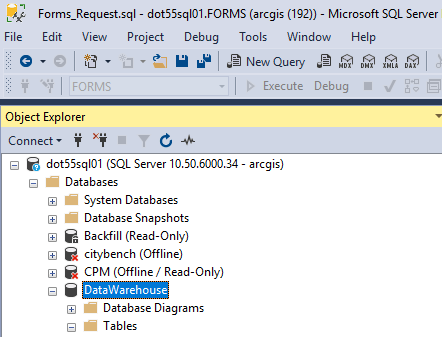 Forms_Request.sql - dot55sql01.FORMS (arcgis (192)) - Microsoft SQL Server
File Edit View Project Debug Tools Window
New Query MDX DMX XMLA DAX
FORMS Execute Debug
Object Explorer
Connect
dot55sql01 (SQL Server 10.50.6000.34 - arcgis)
Databases
System Databases
Database Snapshots
Backfill (Read-Only)
citybench (Offline)
CPM (Offline / Read-Only)
DataWarehouse
Database Diagrams
Tables